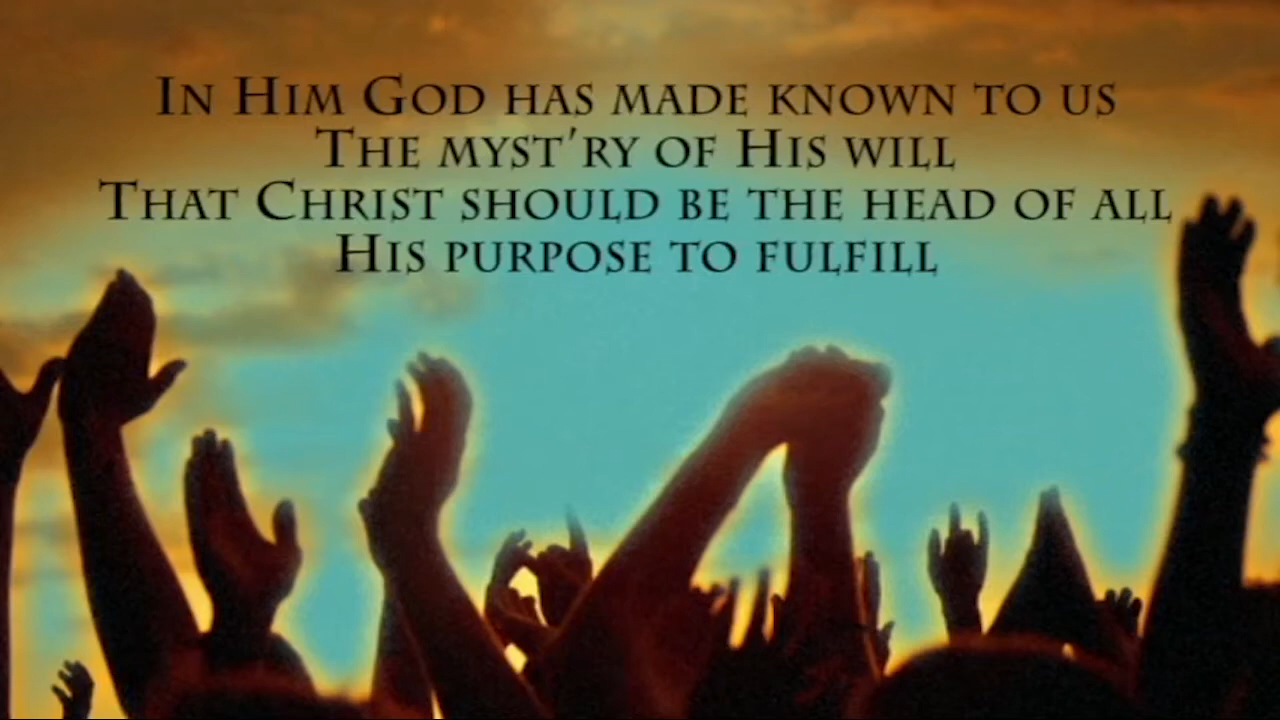 In Him God has made known to us
The myst'ry of His will
That Christ should be the head of all
His purpose to fulfill